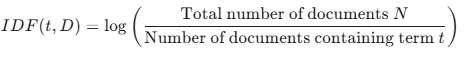 IDF(t, D) = log ( Total number of documents N / Number of documents containing term t )